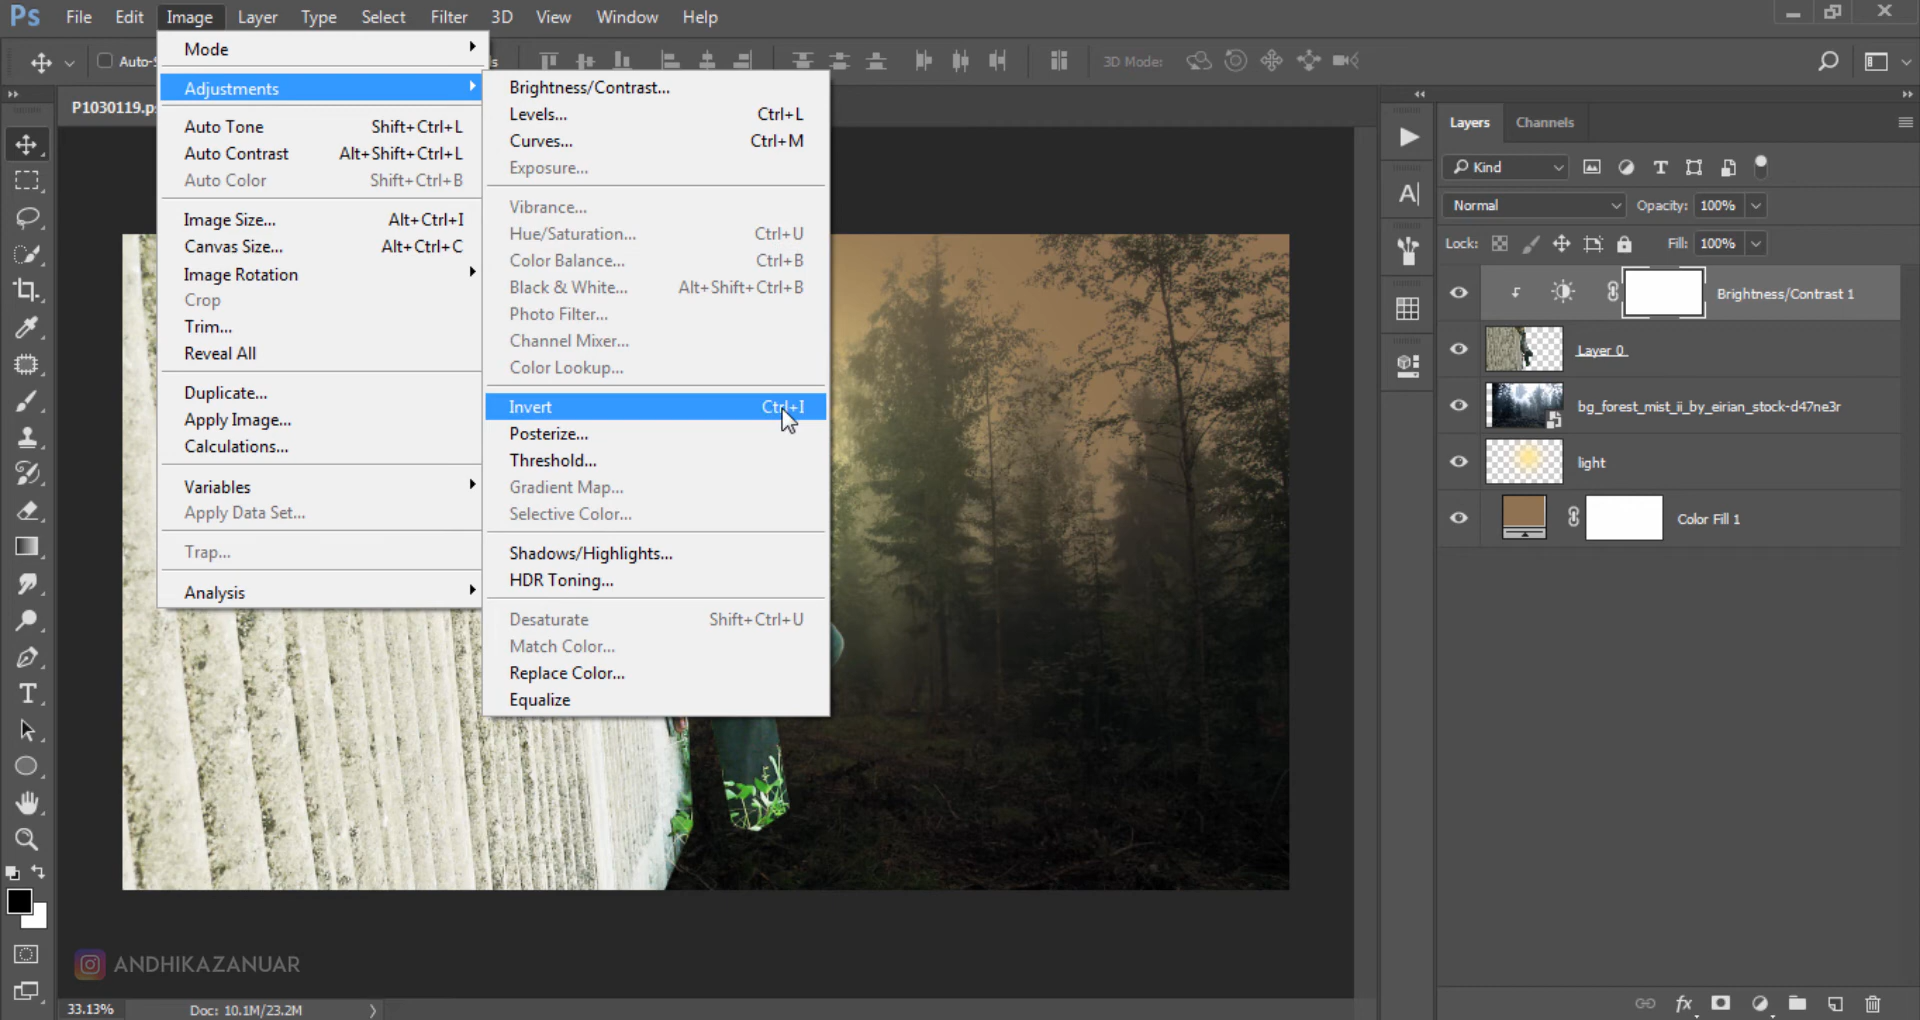 Ps File Edit Image Layer Type Select Filter 3D View Window Help
Auto-S
s
3D Mode:
P1030119.ps
Mode
Adjustments
Auto Tone Shift+Ctrl+L
Auto Contrast Alt+Shift+Ctrl+L
Auto Color Shift+Ctrl+B
Image Size... Alt+Ctrl+I
Canvas Size... Alt+Ctrl+C
Image Rotation
Crop
Trim...
Reveal All
Duplicate...
Apply Image...
Calculations...
Variables
Apply Data Set...
Trap...
Analysis
Brightness/Contrast...
Levels... Ctrl+L
Curves... Ctrl+M
Exposure...
Vibrance...
Hue/Saturation... Ctrl+U
Color Balance... Ctrl+B
Black & White... Alt+Shift+Ctrl+B
Photo Filter...
Channel Mixer...
Color Lookup...
Invert Ctrl+I
Posterize...
Threshold...
Gradient Map...
Selective Color...
Shadows/Highlights...
HDR Toning...
Desaturate Shift+Ctrl+U
Match Color...
Replace Color...
Equalize
Layers Channels
Kind
Normal Opacity: 100%
Lock: Fill: 100%
Brightness/Contrast 1
Layer 0
bg_forest_mist_ii_by_eirian_stock-d47ne3r
light
Color Fill 1
fx
ANDHIKAZANUAR
33.13% Doc: 10.1M/23.2M